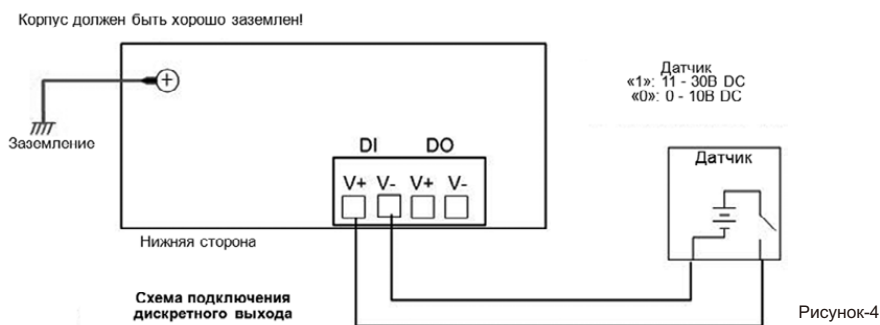 Корпус должен быть хорошо заземлен!
Заземление
DI DO
V+ V- V+ V-
Нижняя сторона
Датчик
«1»: 11 - 30В DC
«0»: 0 - 10В DC
Датчик
Схема подключения
дискретного выхода
Рисунок-4